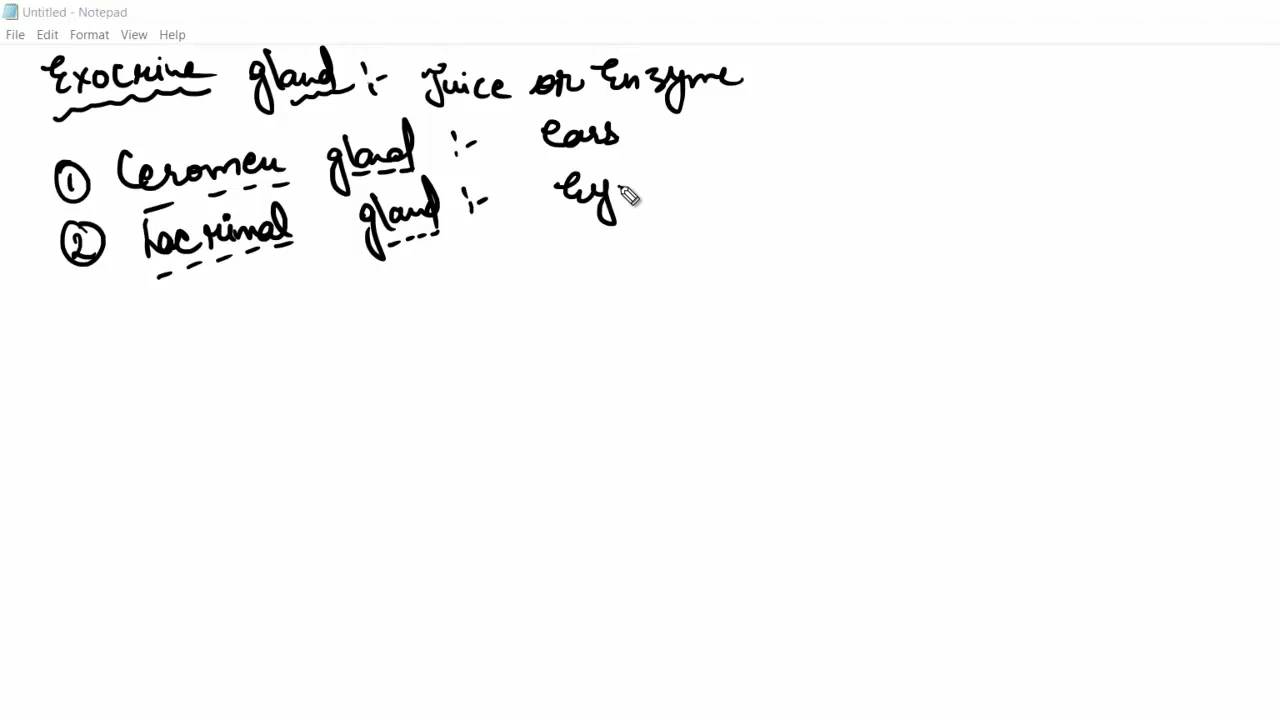 Untitled - Notepad
File Edit Format View Help
Exocrine gland :- Juice or Enzyme
① Ceromeu gland :- ears
② Lacrimal gland :- Ey